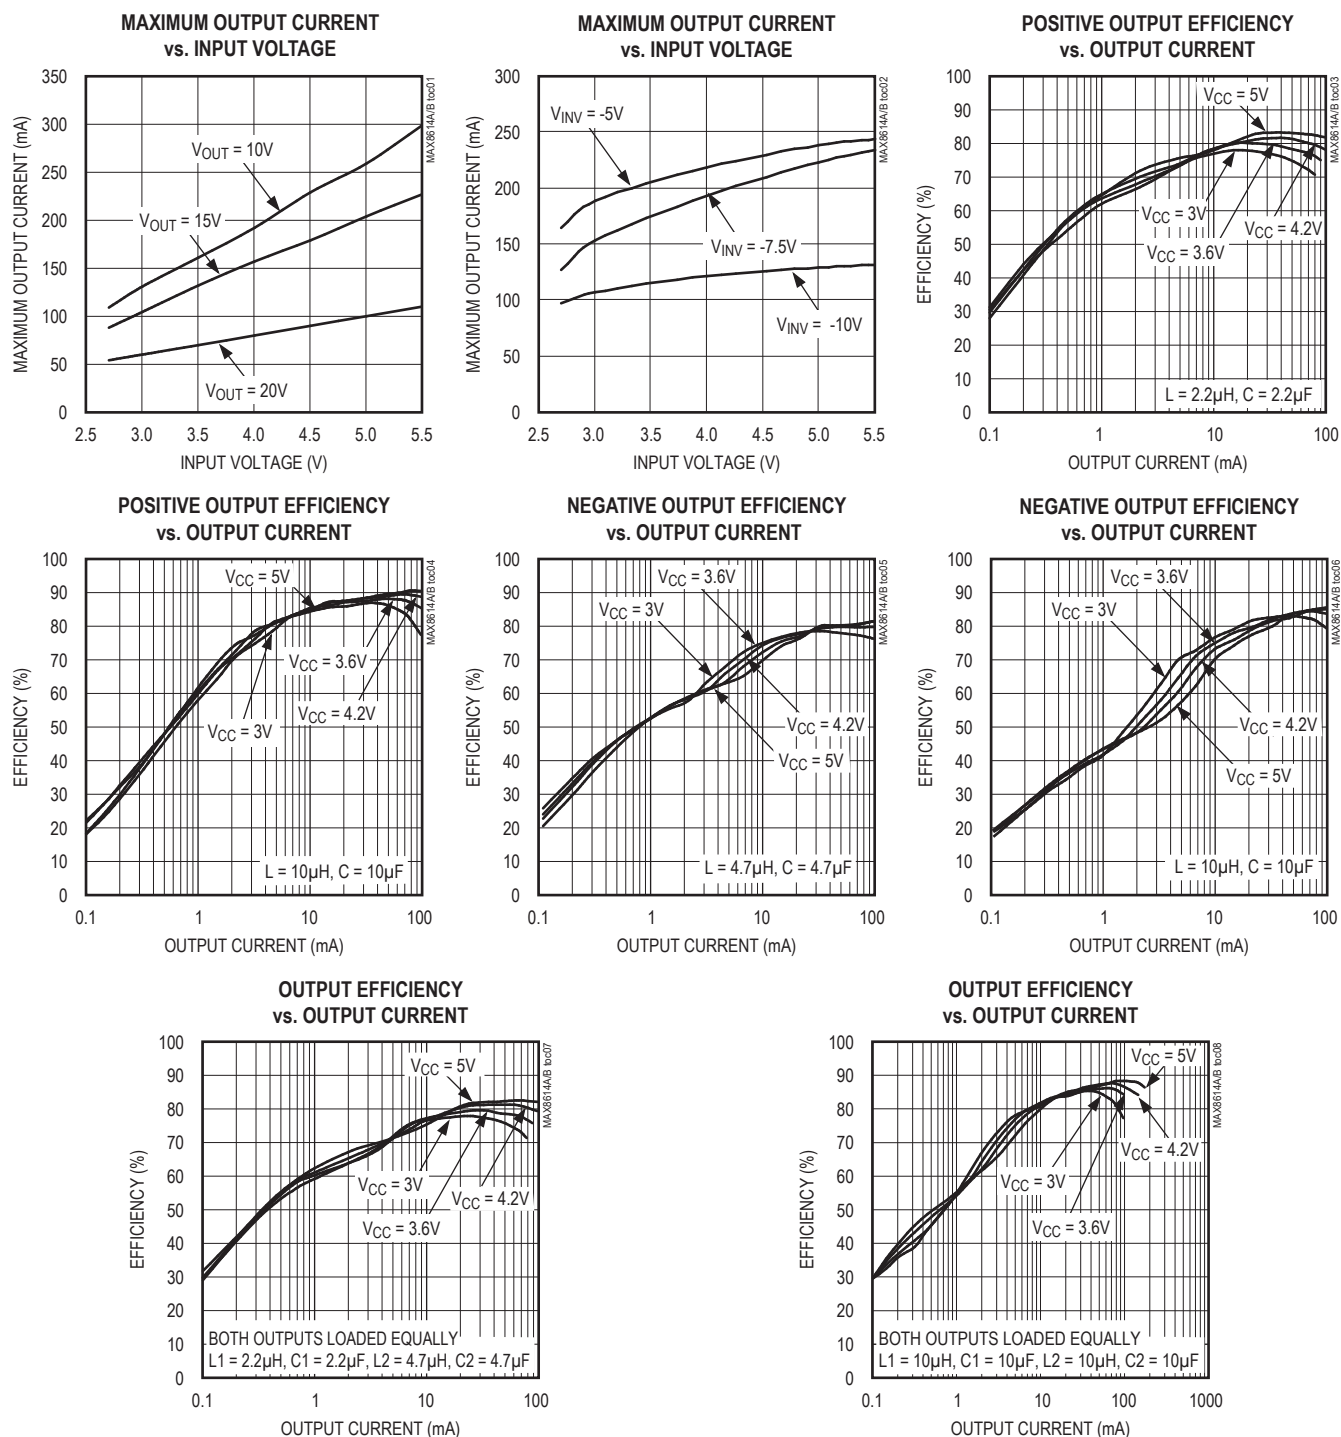 MAXIMUM OUTPUT CURRENT
vs. INPUT VOLTAGE
MAXIMUM OUTPUT CURRENT (mA)
350
300
250
200
150
100
50
0
VOUT = 10V
VOUT = 15V
VOUT = 20V
MAX8614A/B toc01
2.5 3.0 3.5 4.0 4.5 5.0 5.5
INPUT VOLTAGE (V)
MAXIMUM OUTPUT CURRENT
vs. INPUT VOLTAGE
MAXIMUM OUTPUT CURRENT (mA)
300
250
200
150
100
50
0
VINV = -5V
VINV = -7.5V
VINV = -10V
MAX8614A/B toc02
2.5 3.0 3.5 4.0 4.5 5.0 5.5
INPUT VOLTAGE (V)
POSITIVE OUTPUT EFFICIENCY
vs. OUTPUT CURRENT
EFFICIENCY (%)
100
90
80
70
60
50
40
30
20
10
0
VCC = 5V
VCC = 3V
VCC = 4.2V
VCC = 3.6V
L = 2.2µH, C = 2.2µF
MAX8614A/B toc03
0.1 1 10 100
OUTPUT CURRENT (mA)
POSITIVE OUTPUT EFFICIENCY
vs. OUTPUT CURRENT
EFFICIENCY (%)
100
90
80
70
60
50
40
30
20
10
0
VCC = 5V
VCC = 3.6V
VCC = 4.2V
VCC = 3V
L = 10µH, C = 10µF
MAX8614A/B toc04
0.1 1 10 100
OUTPUT CURRENT (mA)
NEGATIVE OUTPUT EFFICIENCY
vs. OUTPUT CURRENT
EFFICIENCY (%)
100
90
80
70
60
50
40
30
20
10
0
VCC = 3.6V
VCC = 3V
VCC = 4.2V
VCC = 5V
L = 4.7µH, C = 4.7µF
MAX8614A/B toc05
0.1 1 10 100
OUTPUT CURRENT (mA)
NEGATIVE OUTPUT EFFICIENCY
vs. OUTPUT CURRENT
EFFICIENCY (%)
100
90
80
70
60
50
40
30
20
10
0
VCC = 3.6V
VCC = 3V
VCC = 4.2V
VCC = 5V
L = 10µH, C = 10µF
MAX8614A/B toc06
0.1 1 10 100
OUTPUT CURRENT (mA)
OUTPUT EFFICIENCY
vs. OUTPUT CURRENT
EFFICIENCY (%)
100
90
80
70
60
50
40
30
20
10
0
VCC = 5V
VCC = 3V
VCC = 4.2V
VCC = 3.6V
BOTH OUTPUTS LOADED EQUALLY
L1 = 2.2µH, C1 = 2.2µF, L2 = 4.7µH, C2 = 4.7µF
MAX8614A/B toc07
0.1 1 10 100
OUTPUT CURRENT (mA)
OUTPUT EFFICIENCY
vs. OUTPUT CURRENT
EFFICIENCY (%)
100
90
80
70
60
50
40
30
20
10
0
VCC = 5V
VCC = 4.2V
VCC = 3V
VCC = 3.6V
BOTH OUTPUTS LOADED EQUALLY
L1 = 10µH, C1 = 10µF, L2 = 10µH, C2 = 10µF
MAX8614A/B toc08
0.1 1 10 100 1000
OUTPUT CURRENT (mA)